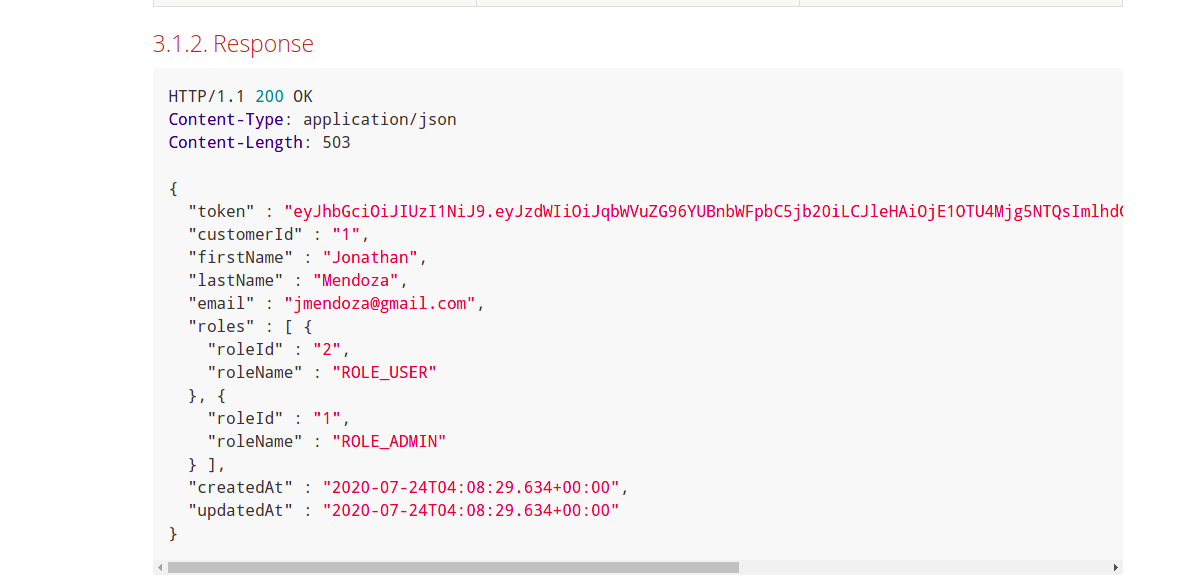 3.1.2. Response
HTTP/1.1 200 OK
Content-Type: application/json
Content-Length: 503
{
"token" : "eyJhbGciOiJIUzI1NiJ9.eyJzdWIiOiJqbWVuZG96YUBnbWFpbC5jb20iLCJleHAiOjE1OTU4Mjg5NTQsImlhdC
"customerId" : "1",
"firstName" : "Jonathan",
"lastName" : "Mendoza",
"email" : "jmendoza@gmail.com",
"roles" : [ {
"roleId" : "2",
"roleName" : "ROLE_USER"
}, {
"roleId" : "1",
"roleName" : "ROLE_ADMIN"
} ],
"createdAt" : "2020-07-24T04:08:29.634+00:00",
"updatedAt" : "2020-07-24T04:08:29.634+00:00"
}